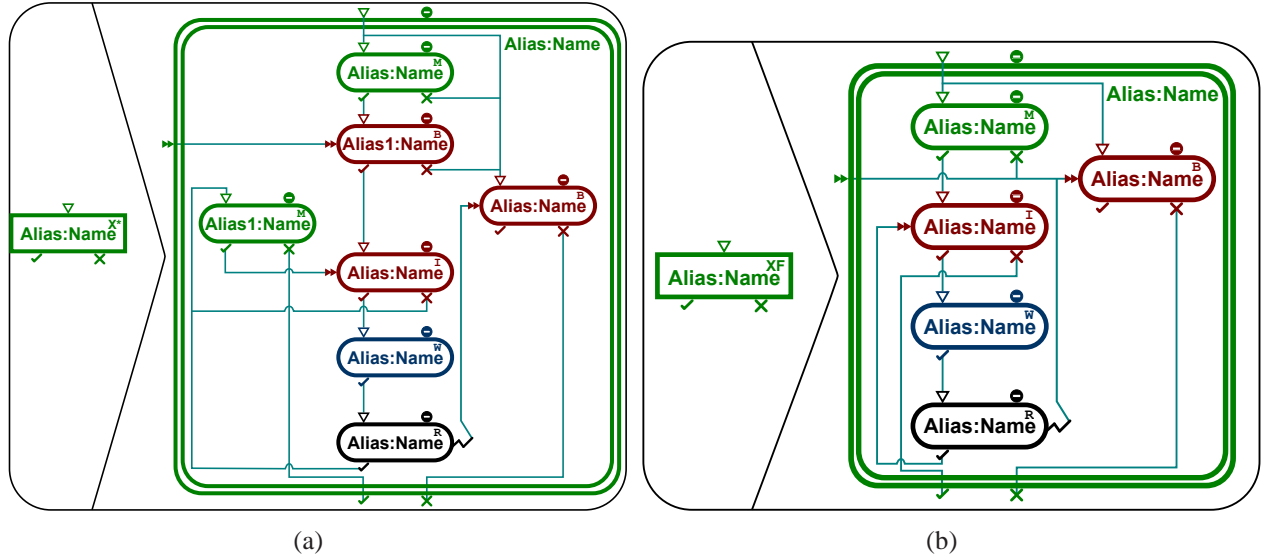 Alias:Name
Alias:Name M
Alias1:Name B
Alias:Name B
Alias1:Name M
Alias:Name X*
Alias:Name I
Alias:Name W
Alias:Name R
(a)
Alias:Name
Alias:Name M
Alias:Name B
Alias:Name I
Alias:Name XF
Alias:Name W
Alias:Name R
(b)